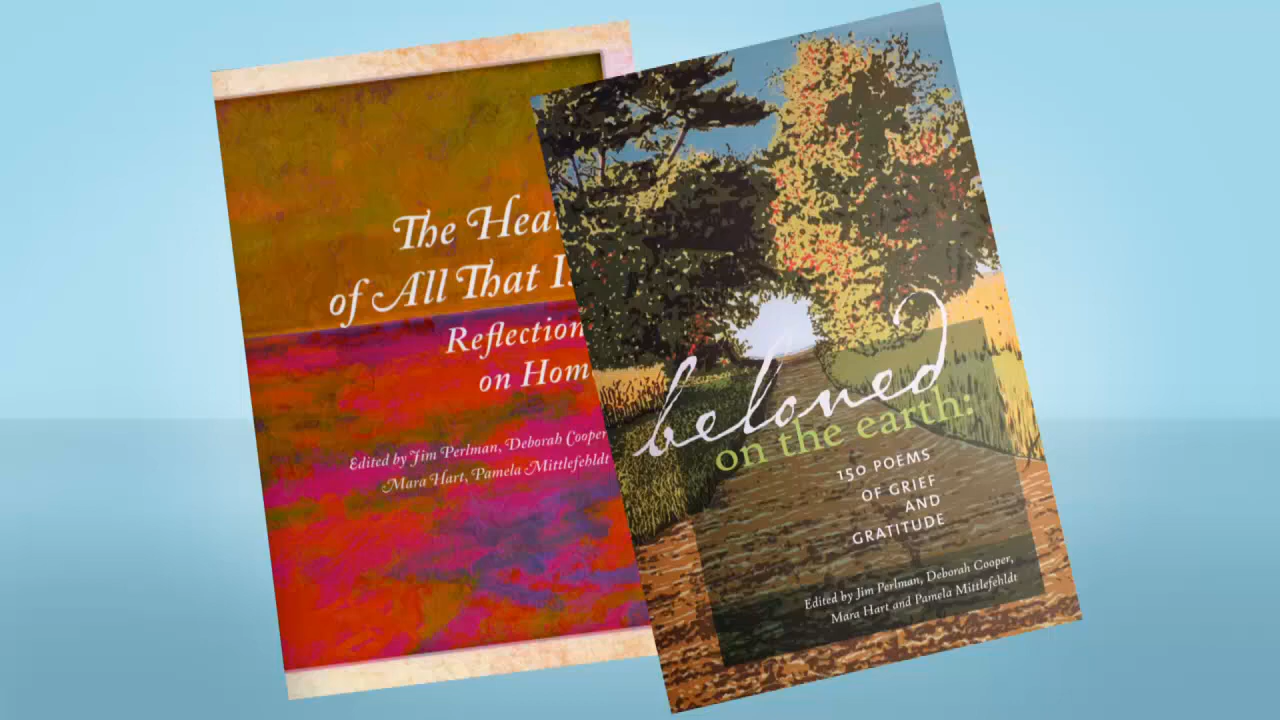 The Hear
of All That Is
Reflection
on Hom
Edited by Jim Perlman, Deborah Cooper
Mara Hart, Pamela Mittlefehldt
beloved
on the earth:
150 POEMS
OF GRIEF
AND
GRATITUDE
Edited by Jim Perlman, Deborah Cooper,
Mara Hart and Pamela Mittlefehldt